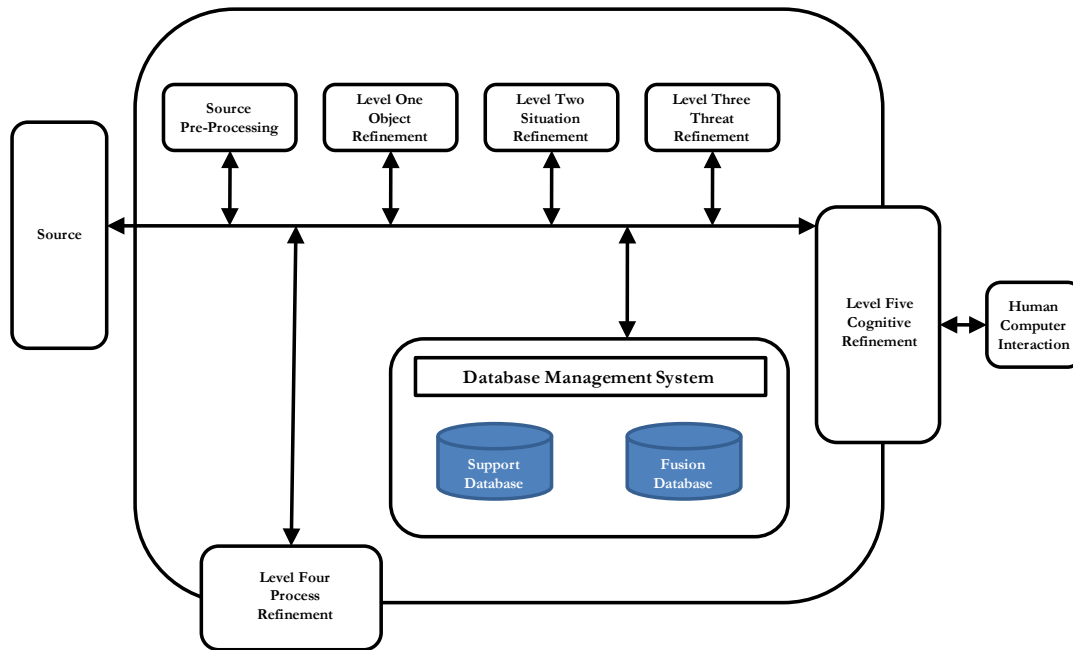 Source
Pre-Processing
Level One
Object
Refinement
Level Two
Situation
Refinement
Level Three
Threat
Refinement
Source
Level Five
Cognitive
Refinement
Human
Computer
Interaction
Database Management System
Support
Database
Fusion
Database
Level Four
Process
Refinement